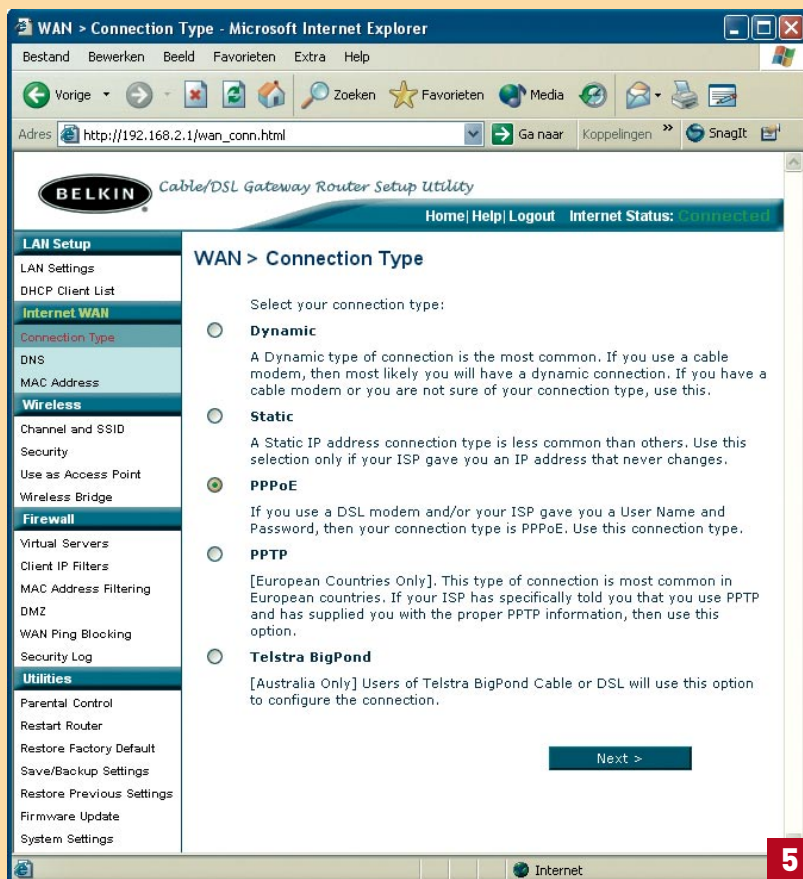 WAN > Connection Type - Microsoft Internet Explorer
Bestand Bewerken Beeld Favorieten Extra Help
Vorige Zoeken Favorieten Media
Adres http://192.168.2.1/wan_conn.html Ga naar Koppelingen » SnagIt
BELKIN Cable/DSL Gateway Router Setup Utility
Home| Help| Logout Internet Status: Connected
LAN Setup
LAN Settings
DHCP Client List
Internet WAN
Connection Type
DNS
MAC Address
Wireless
Channel and SSID
Security
Use as Access Point
Wireless Bridge
Firewall
Virtual Servers
Client IP Filters
MAC Address Filtering
DMZ
WAN Ping Blocking
Security Log
Utilities
Parental Control
Restart Router
Restore Factory Default
Save/Backup Settings
Restore Previous Settings
Firmware Update
System Settings
WAN > Connection Type
Select your connection type:
Dynamic
A Dynamic type of connection is the most common. If you use a cable
modem, then most likely you will have a dynamic connection. If you have a
cable modem or you are not sure of your connection type, use this.
Static
A Static IP address connection type is less common than others. Use this
selection only if your ISP gave you an IP address that never changes.
PPPoE
If you use a DSL modem and/or your ISP gave you a User Name and
Password, then your connection type is PPPoE. Use this connection type.
PPTP
[European Countries Only]. This type of connection is most common in
European countries. If your ISP has specifically told you that you use PPTP
and has supplied you with the proper PPTP information, then use this
option.
Telstra BigPond
[Australia Only] Users of Telstra BigPond Cable or DSL will use this option
to configure the connection.
Next >
Internet
5